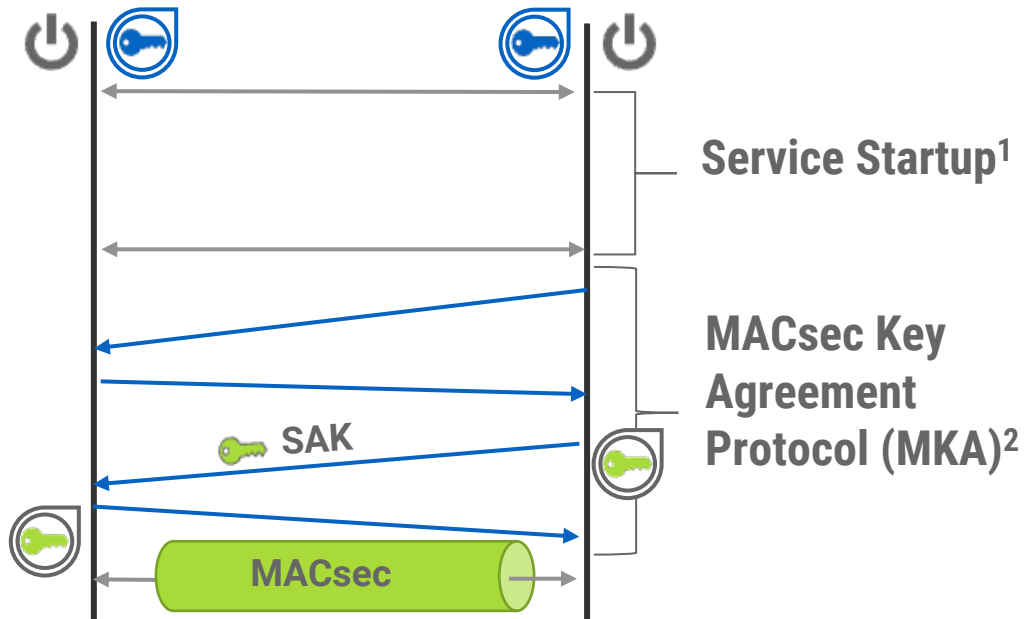 Service Startup¹
MACsec Key
Agreement
Protocol (MKA)²
SAK
MACsec